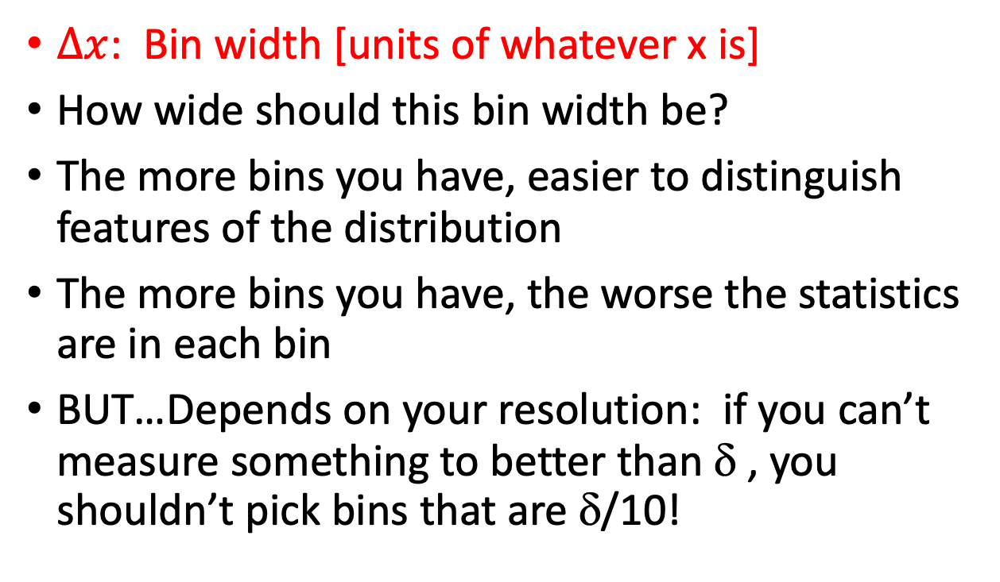 • Δ𝑥:  Bin width [units of whatever x is]
• How wide should this bin width be?
• The more bins you have, easier to distinguish
features of the distribution
• The more bins you have, the worse the statistics
are in each bin
• BUT…Depends on your resolution:  if you can’t
measure something to better than δ , you
shouldn’t pick bins that are δ/10!